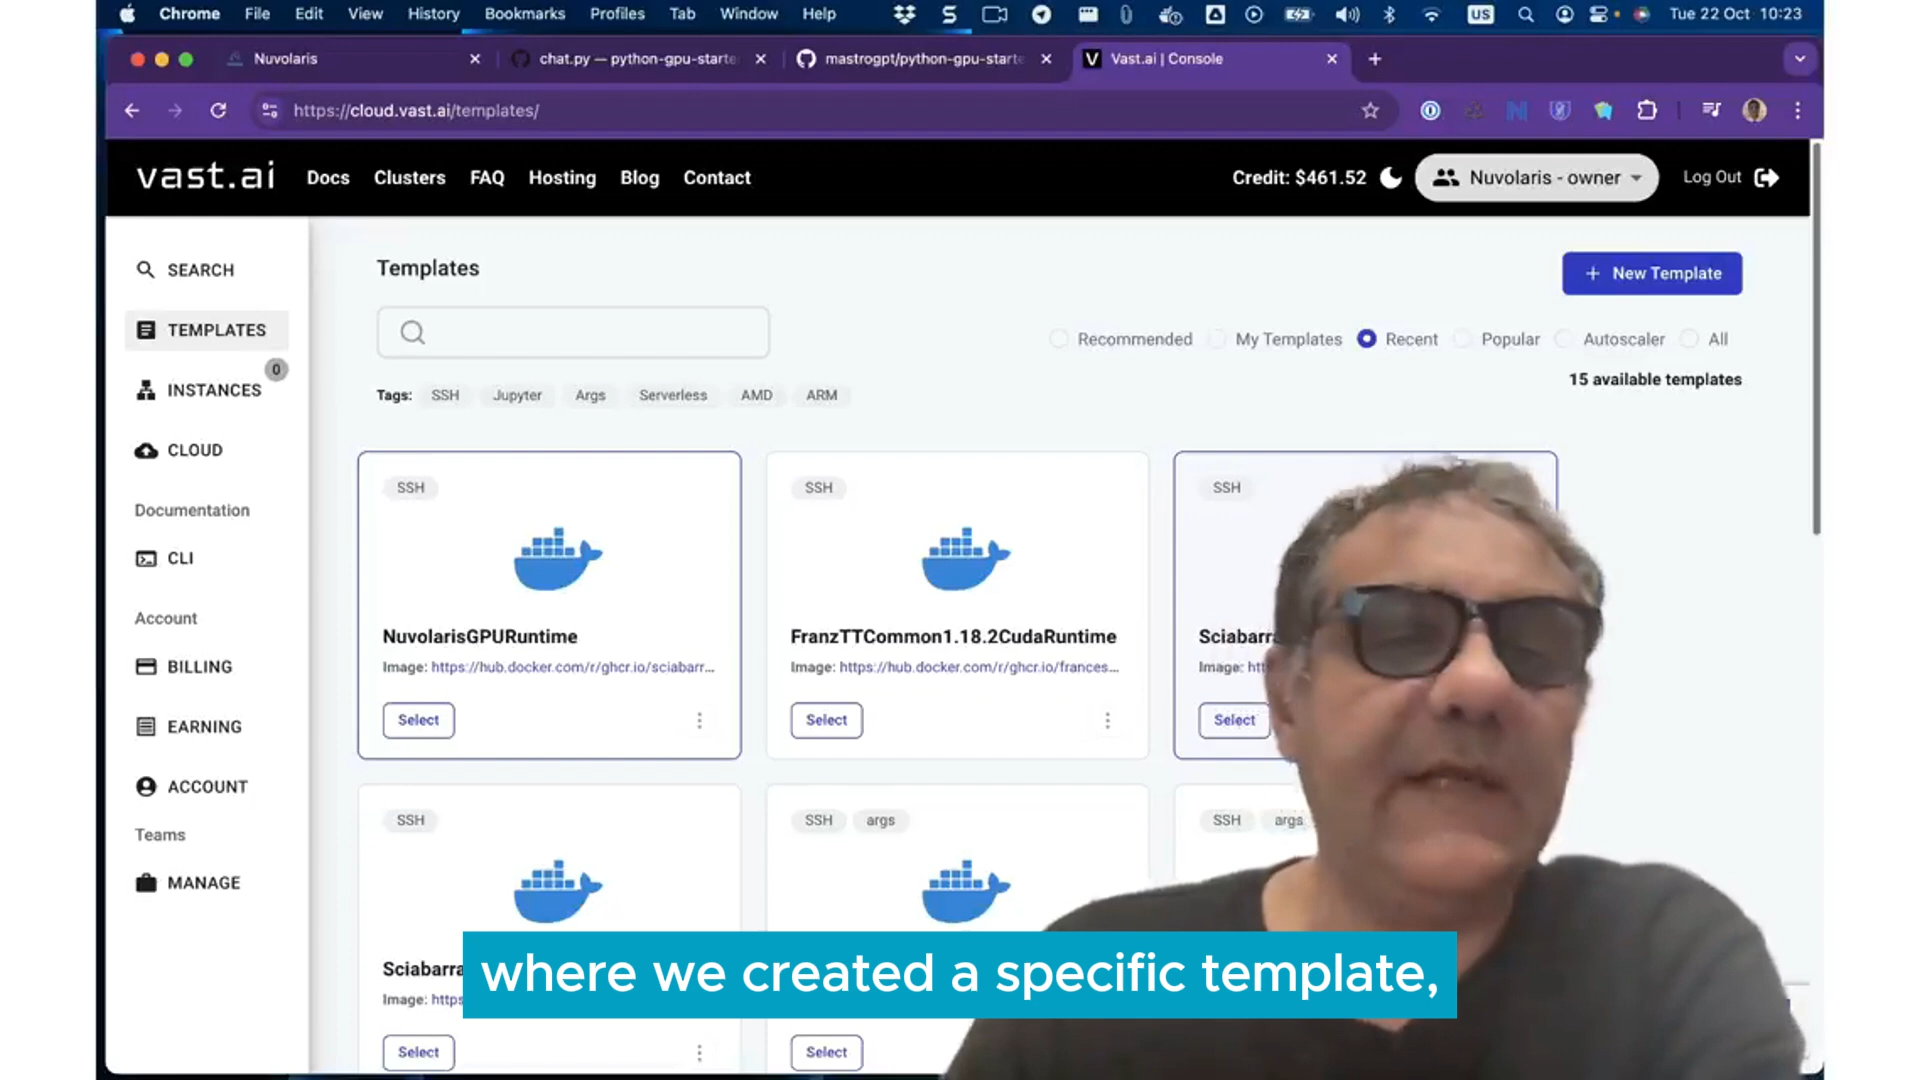 Chrome File Edit View History Bookmarks Profiles Tab Window Help US Tue 22 Oct 10:23
Nuvolaris chat.py — python-gpu-starte mastrogpt/python-gpu-starte V Vast.ai | Console
https://cloud.vast.ai/templates/
vast.ai Docs Clusters FAQ Hosting Blog Contact Credit: $461.52 Nuvolaris - owner Log Out
SEARCH
TEMPLATES
0
INSTANCES
CLOUD
Documentation
CLI
Account
BILLING
EARNING
ACCOUNT
Teams
MANAGE
Templates
+ New Template
Recommended My Templates Recent Popular Autoscaler All
15 available templates
Tags: SSH Jupyter Args Serverless AMD ARM
SSH
NuvolarisGPURuntime
Image: https://hub.docker.com/r/ghcr.io/sciabarr...
Select
SSH
FranzTTCommon1.18.2CudaRuntime
Image: https://hub.docker.com/r/ghcr.io/frances...
Select
SSH
Sciabarra
Image: htt
Select
SSH
Sciabarra
Image: https
Select
SSH args
Select
SSH args
where we created a specific template,